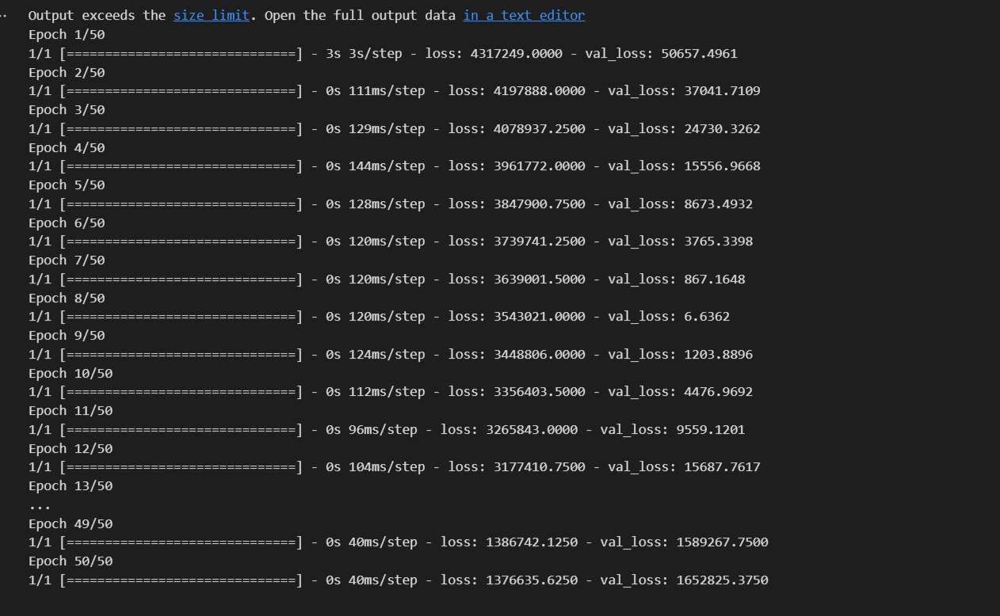 Output exceeds the size limit. Open the full output data in a text editor
Epoch 1/50
1/1 [==============================] - 3s 3s/step - loss: 4317249.0000 - val_loss: 50657.4961
Epoch 2/50
1/1 [==============================] - 0s 111ms/step - loss: 4197888.0000 - val_loss: 37041.7109
Epoch 3/50
1/1 [==============================] - 0s 129ms/step - loss: 4078937.2500 - val_loss: 24730.3262
Epoch 4/50
1/1 [==============================] - 0s 144ms/step - loss: 3961772.0000 - val_loss: 15556.9668
Epoch 5/50
1/1 [==============================] - 0s 128ms/step - loss: 3847900.7500 - val_loss: 8673.4932
Epoch 6/50
1/1 [==============================] - 0s 120ms/step - loss: 3739741.2500 - val_loss: 3765.3398
Epoch 7/50
1/1 [==============================] - 0s 120ms/step - loss: 3639001.5000 - val_loss: 867.1648
Epoch 8/50
1/1 [==============================] - 0s 120ms/step - loss: 3543021.0000 - val_loss: 6.6362
Epoch 9/50
1/1 [==============================] - 0s 124ms/step - loss: 3448806.0000 - val_loss: 1203.8896
Epoch 10/50
1/1 [==============================] - 0s 112ms/step - loss: 3356403.5000 - val_loss: 4476.9692
Epoch 11/50
1/1 [==============================] - 0s 96ms/step - loss: 3265843.0000 - val_loss: 9559.1201
Epoch 12/50
1/1 [==============================] - 0s 104ms/step - loss: 3177410.7500 - val_loss: 15687.7617
Epoch 13/50
...
Epoch 49/50
1/1 [==============================] - 0s 40ms/step - loss: 1386742.1250 - val_loss: 1589267.7500
Epoch 50/50
1/1 [==============================] - 0s 40ms/step - loss: 1376635.6250 - val_loss: 1652825.3750